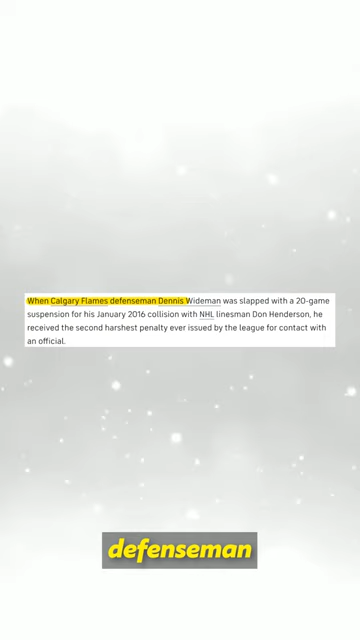 When Calgary Flames defenseman Dennis Wideman was slapped with a 20-game
suspension for his January 2016 collision with NHL linesman Don Henderson, he
received the second harshest penalty ever issued by the league for contact with
an official.
defenseman